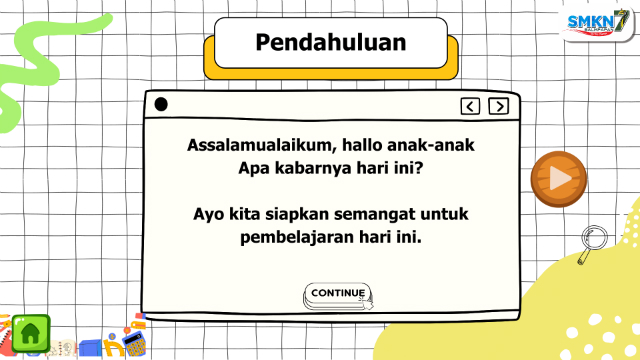 Pendahuluan
SMKN 7
BALIKPAPAN
Assalamualaikum, hallo anak-anak
Apa kabarnya hari ini?
Ayo kita siapkan semangat untuk
pembelajaran hari ini.
CONTINUE